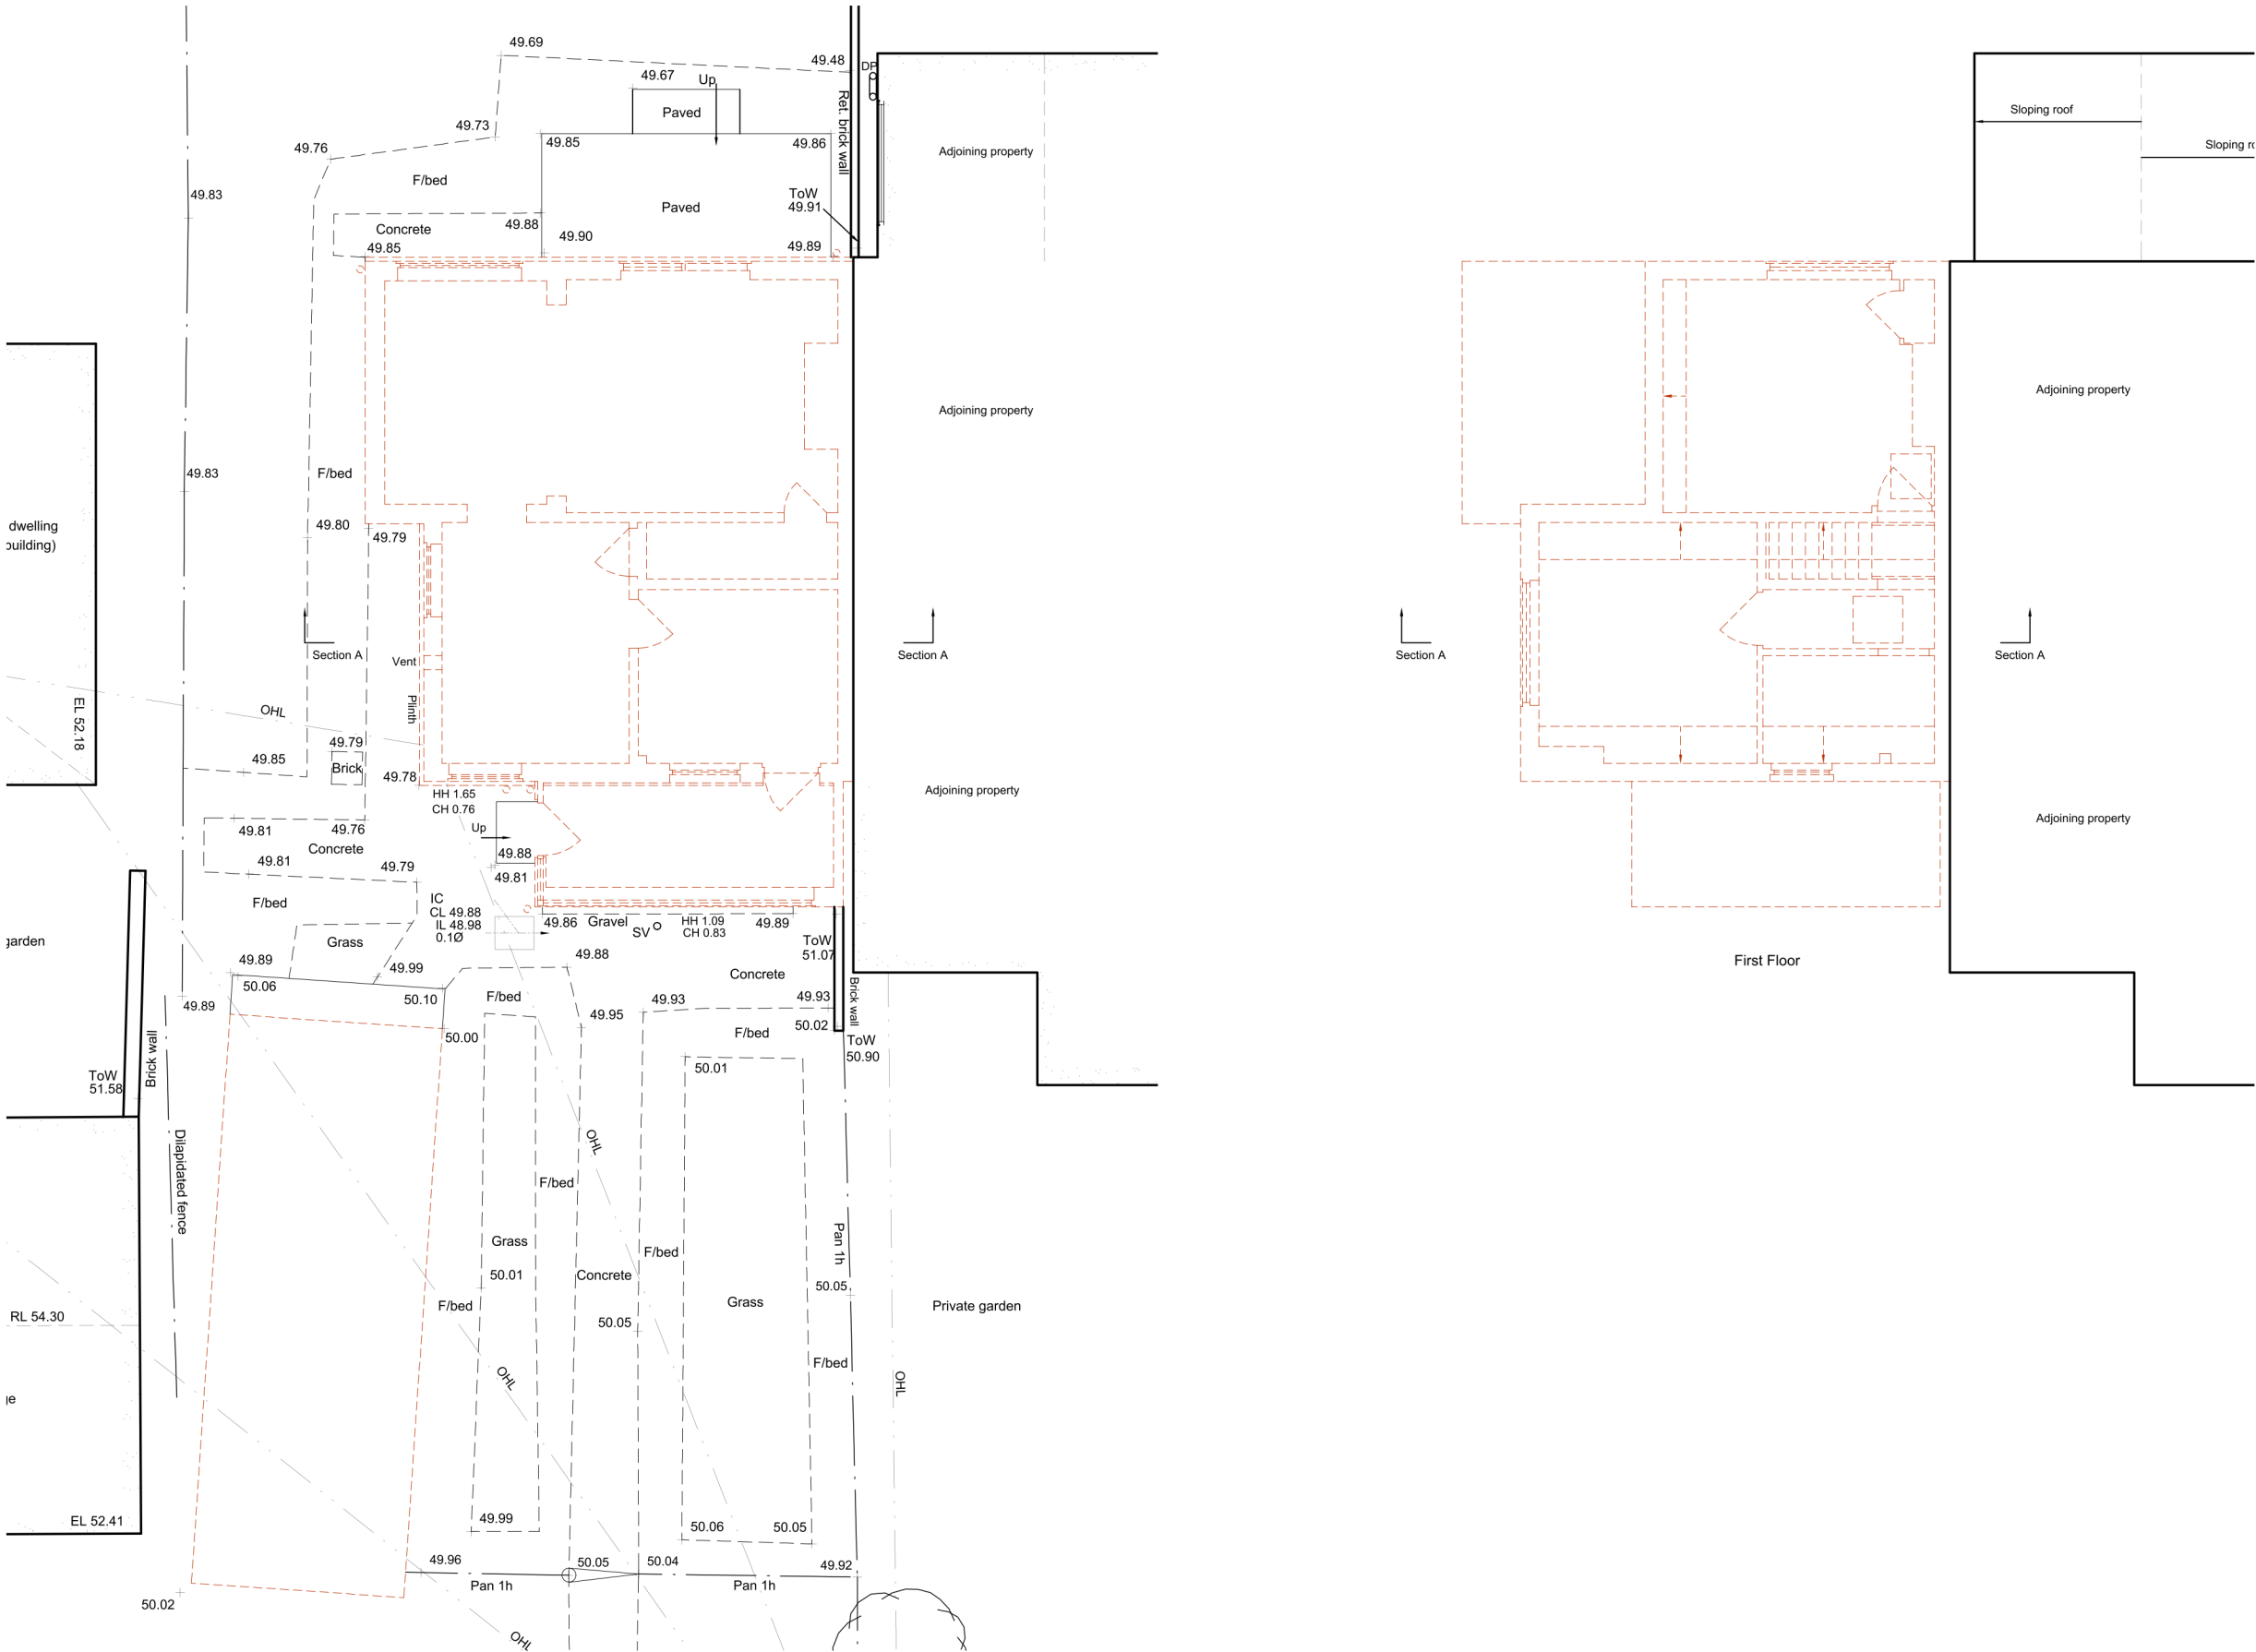 49.69
49.48
DP
49.67
Up
Paved
Ret. brick wall
49.73
49.76
49.85
49.86
Adjoining property
F/bed
49.83
ToW
49.91
Paved
Concrete
49.88
49.90
49.85
49.89
Adjoining property
49.83
F/bed
49.80
49.79
dwelling
building)
Section A
Section A
Vent
Plinth
EL 52.18
OHL
49.79
Brick
49.85
49.78
HH 1.65
CH 0.76
Adjoining property
49.81
49.76
Up
Concrete
49.88
49.81
49.79
49.81
F/bed
IC
CL 49.88
IL 48.98
0.1Ø
49.86
Gravel
SV
HH 1.09
CH 0.83
49.89
garden
Grass
ToW
51.07
49.89
49.99
49.88
Concrete
50.06
50.10
F/bed
Brick wall
49.89
49.93
49.93
49.95
50.02
F/bed
50.00
ToW
50.90
Brick wall
50.01
ToW
51.58
Dilapidated fence
OHL
F/bed
Grass
F/bed
Pan 1h
50.01
Concrete
50.05
F/bed
Grass
Private garden
RL 54.30
50.05
F/bed
OHL
OHL
EL 52.41
49.99
50.06
50.05
49.96
50.05
50.04
49.92
Pan 1h
Pan 1h
50.02
OHL
Sloping roof
Sloping
Adjoining property
Section A
Section A
Adjoining property
First Floor